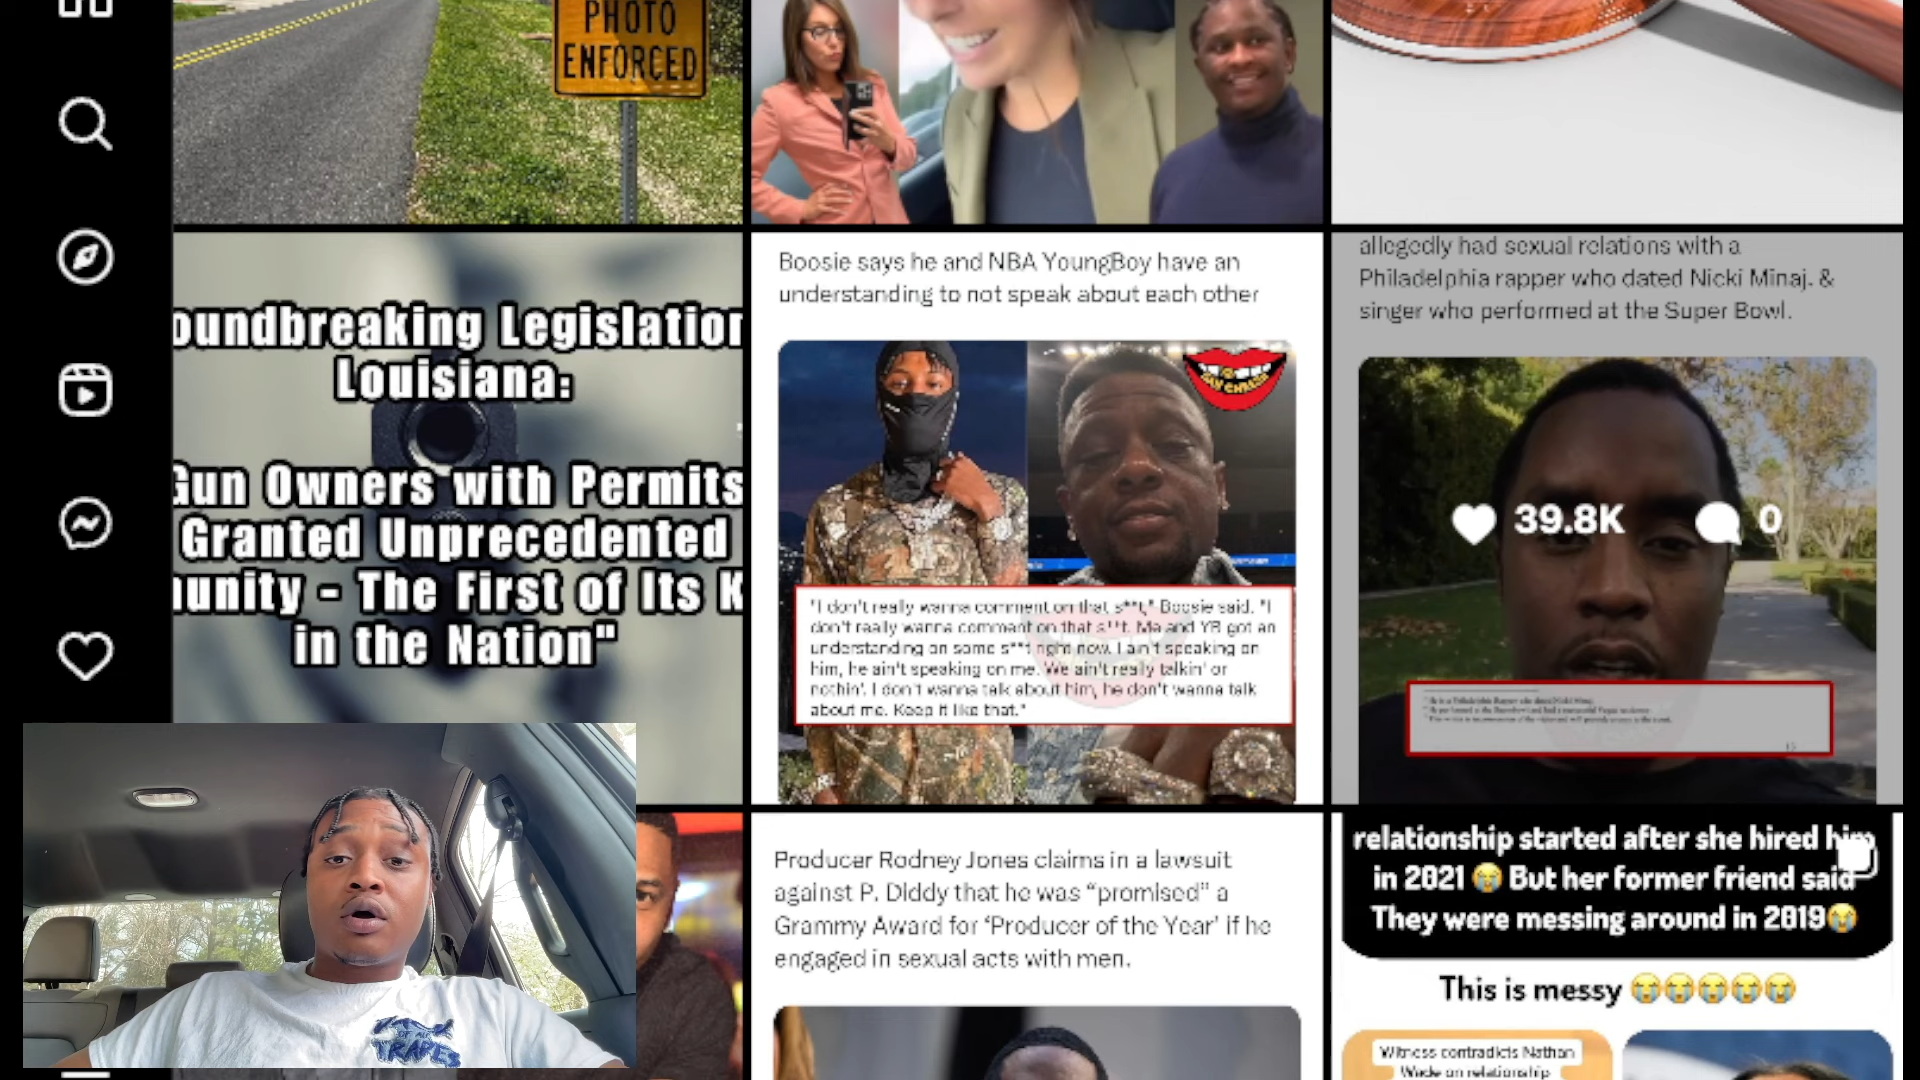 PHOTO
ENFORCED
oundbreaking Legislation
Louisiana:
Gun Owners with Permits
Granted Unprecedented
munity - The First of Its K
in the Nation"
Boosie says he and NBA YoungBoy have an
understanding to not speak about each other
SAY CHEESE
"I don't really wanna comment on that s**t," Boosie said. "I
don't really wanna comment on that s**t. Me and YB got an
understanding on some s**t right now. I ain't speaking on
him, he ain't speaking on me. We ain't really talkin' or
nothin'. I don't wanna talk about him, he don't wanna talk
about me. Keep it like that."
allegedly had sexual relations with a
Philadelphia rapper who dated Nicki Minaj. &
singer who performed at the Super Bowl.
39.8K 0
Producer Rodney Jones claims in a lawsuit
against P. Diddy that he was “promised” a
Grammy Award for ‘Producer of the Year’ if he
engaged in sexual acts with men.
relationship started after she hired him
in 2021 😭 But her former friend said
They were messing around in 2019😭
This is messy 😭😭😭😭😭
Witness contradicts Nathan
Wade on relationship
OF ALL
TRADES